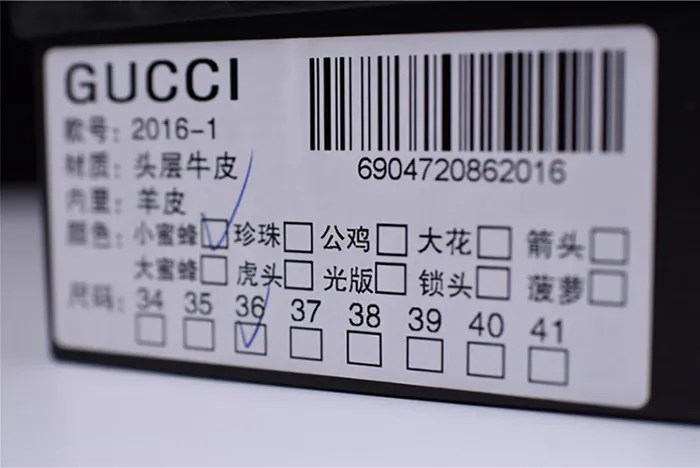 GUCCI
款号：2016-1
材质：头层牛皮
内里：羊皮
6904720862016
颜色：小蜜蜂 珍珠 公鸡 大花 箭头
大蜜蜂 虎头 光版 锁头 菠萝
尺码：34 35 36 37 38 39 40 41